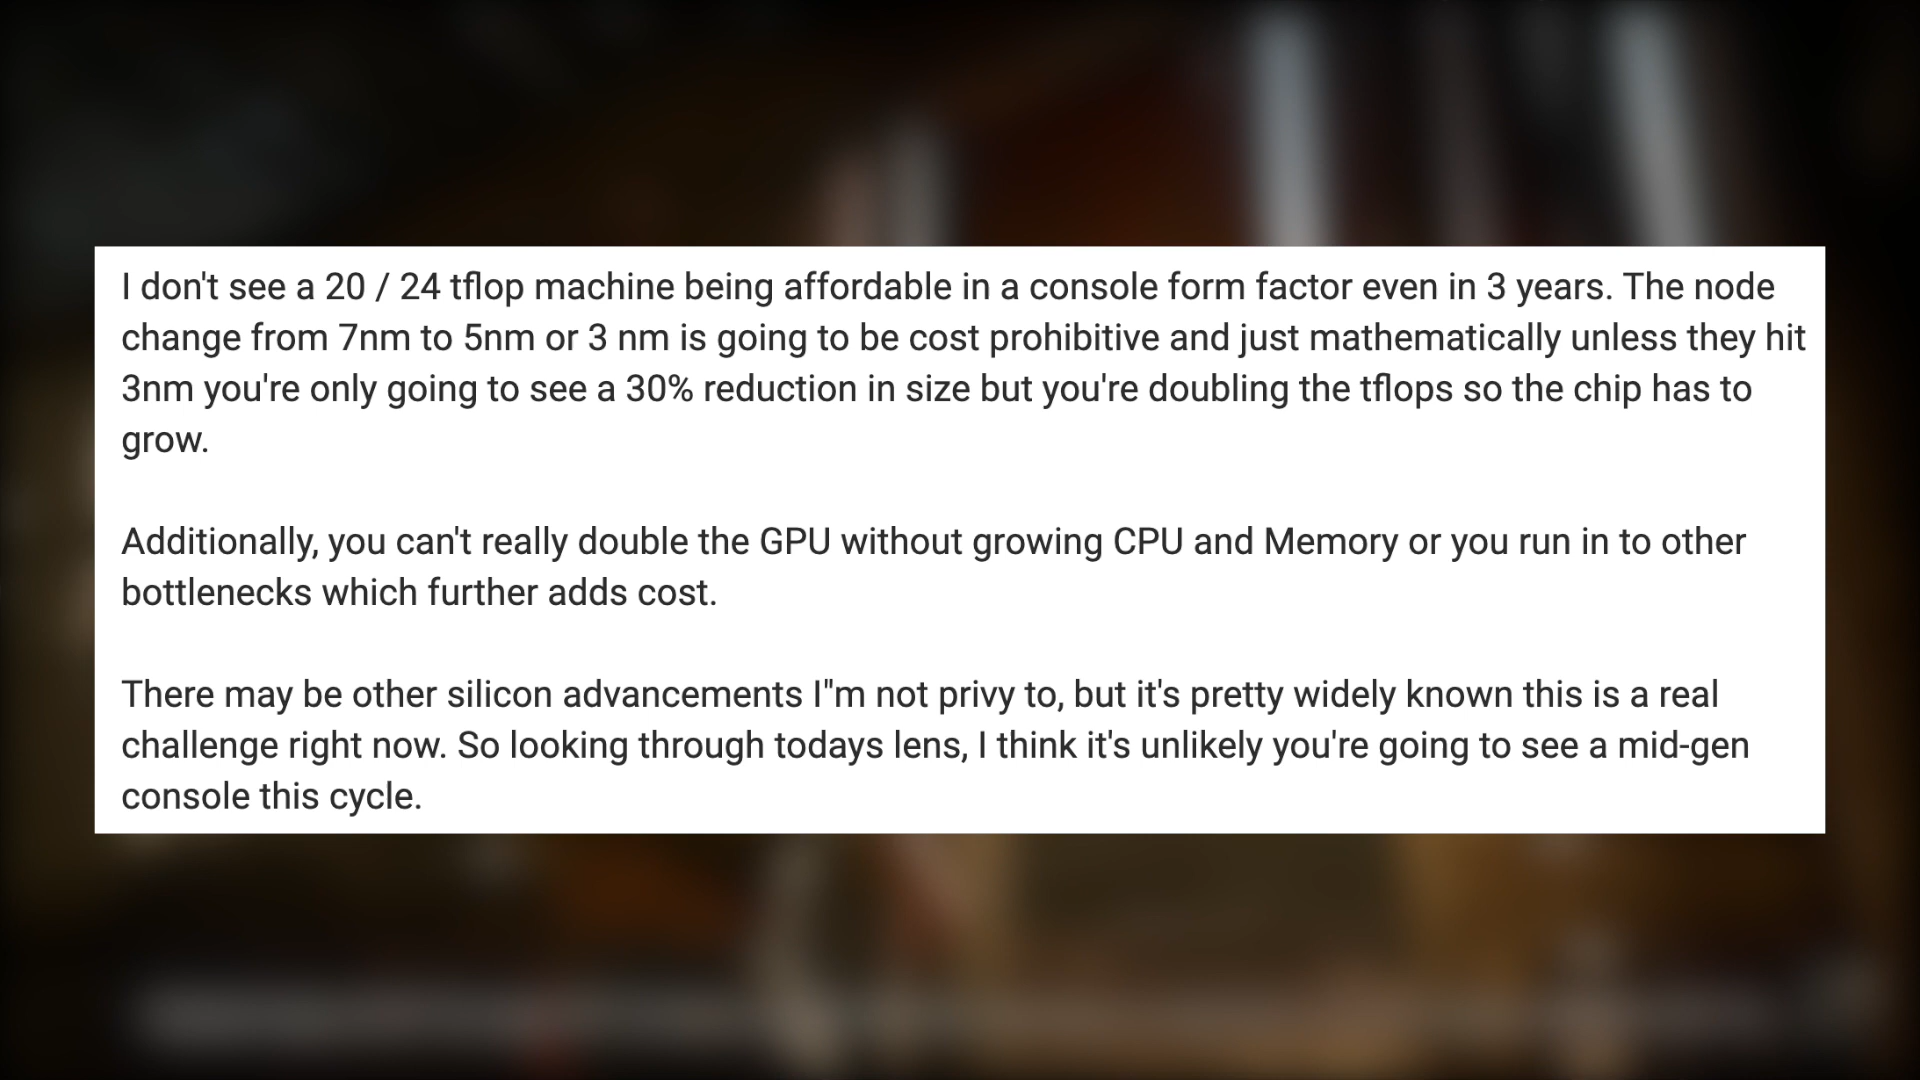 I don't see a 20 / 24 tflop machine being affordable in a console form factor even in 3 years. The node
change from 7nm to 5nm or 3 nm is going to be cost prohibitive and just mathematically unless they hit
3nm you're only going to see a 30% reduction in size but you're doubling the tflops so the chip has to
grow.
Additionally, you can't really double the GPU without growing CPU and Memory or you run in to other
bottlenecks which further adds cost.
There may be other silicon advancements I"m not privy to, but it's pretty widely known this is a real
challenge right now. So looking through todays lens, I think it's unlikely you're going to see a mid-gen
console this cycle.